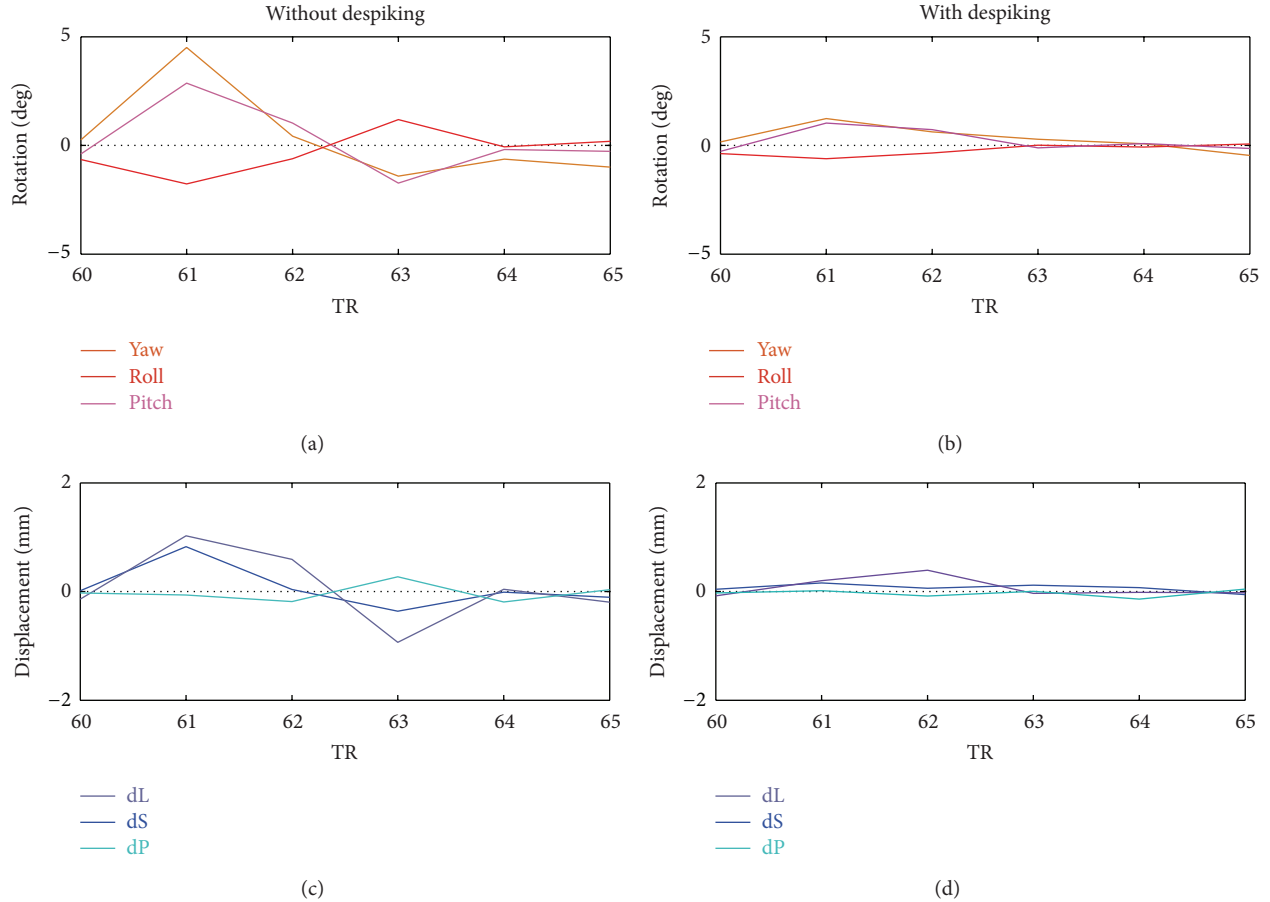 Without despiking
5
0
−5
Rotation (deg)
60 61 62 63 64 65
TR
Yaw
Roll
Pitch
(a)
With despiking
5
0
−5
Rotation (deg)
60 61 62 63 64 65
TR
Yaw
Roll
Pitch
(b)
2
0
−2
Displacement (mm)
60 61 62 63 64 65
TR
dL
dS
dP
(c)
2
0
−2
Displacement (mm)
60 61 62 63 64 65
TR
dL
dS
dP
(d)